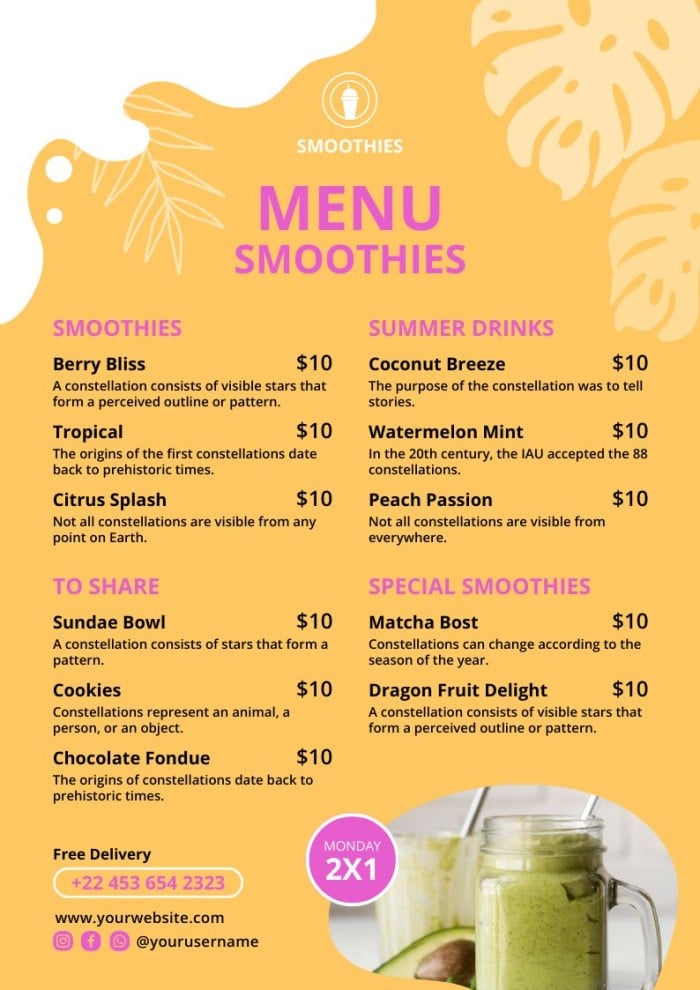 SMOOTHIES
MENU
SMOOTHIES
SMOOTHIES
Berry Bliss $10
A constellation consists of visible stars that
form a perceived outline or pattern.
Tropical $10
The origins of the first constellations date
back to prehistoric times.
Citrus Splash $10
Not all constellations are visible from any
point on Earth.
SUMMER DRINKS
Coconut Breeze $10
The purpose of the constellation was to tell
stories.
Watermelon Mint $10
In the 20th century, the IAU accepted the 88
constellations.
Peach Passion $10
Not all constellations are visible from
everywhere.
TO SHARE
Sundae Bowl $10
A constellation consists of stars that form a
pattern.
Cookies $10
Constellations represent an animal, a
person, or an object.
Chocolate Fondue $10
The origins of constellations date back to
prehistoric times.
SPECIAL SMOOTHIES
Matcha Bost $10
Constellations can change according to the
season of the year.
Dragon Fruit Delight $10
A constellation consists of visible stars that
form a perceived outline or pattern.
Free Delivery
+22 453 654 2323
www.yourwebsite.com
@yourusername
MONDAY
2X1